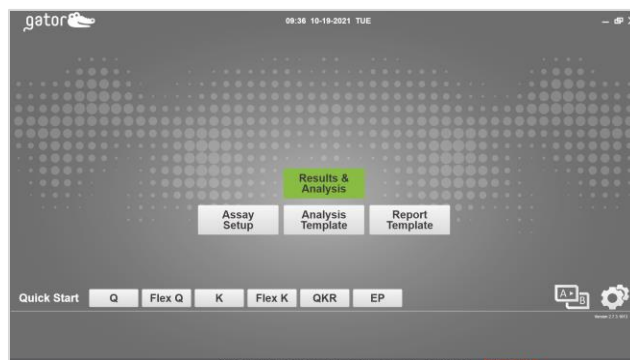 gator
09:36 10-19-2021 TUE
Results &
Analysis
Assay
Setup
Analysis
Template
Report
Template
Quick Start
Q
Flex Q
K
Flex K
QKR
EP
A
B